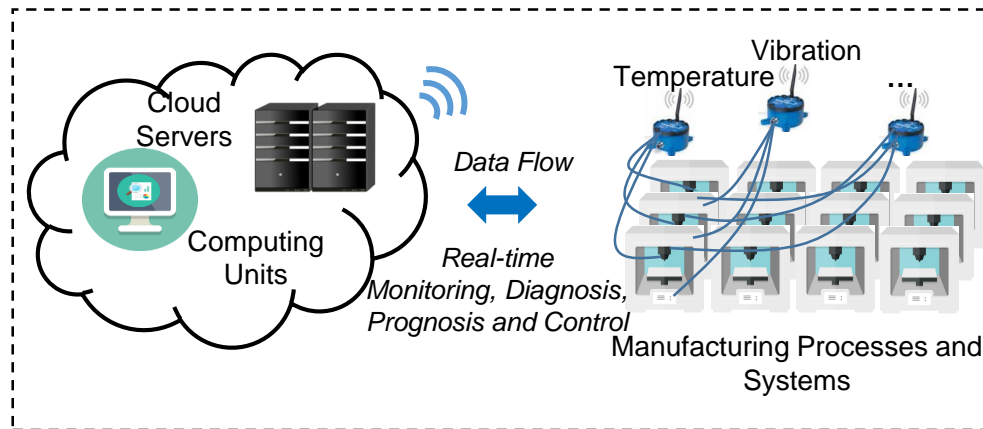 Cloud
Servers
Computing
Units
Data Flow
Real-time
Monitoring, Diagnosis,
Prognosis and Control
Vibration
Temperature
...
Manufacturing Processes and
Systems